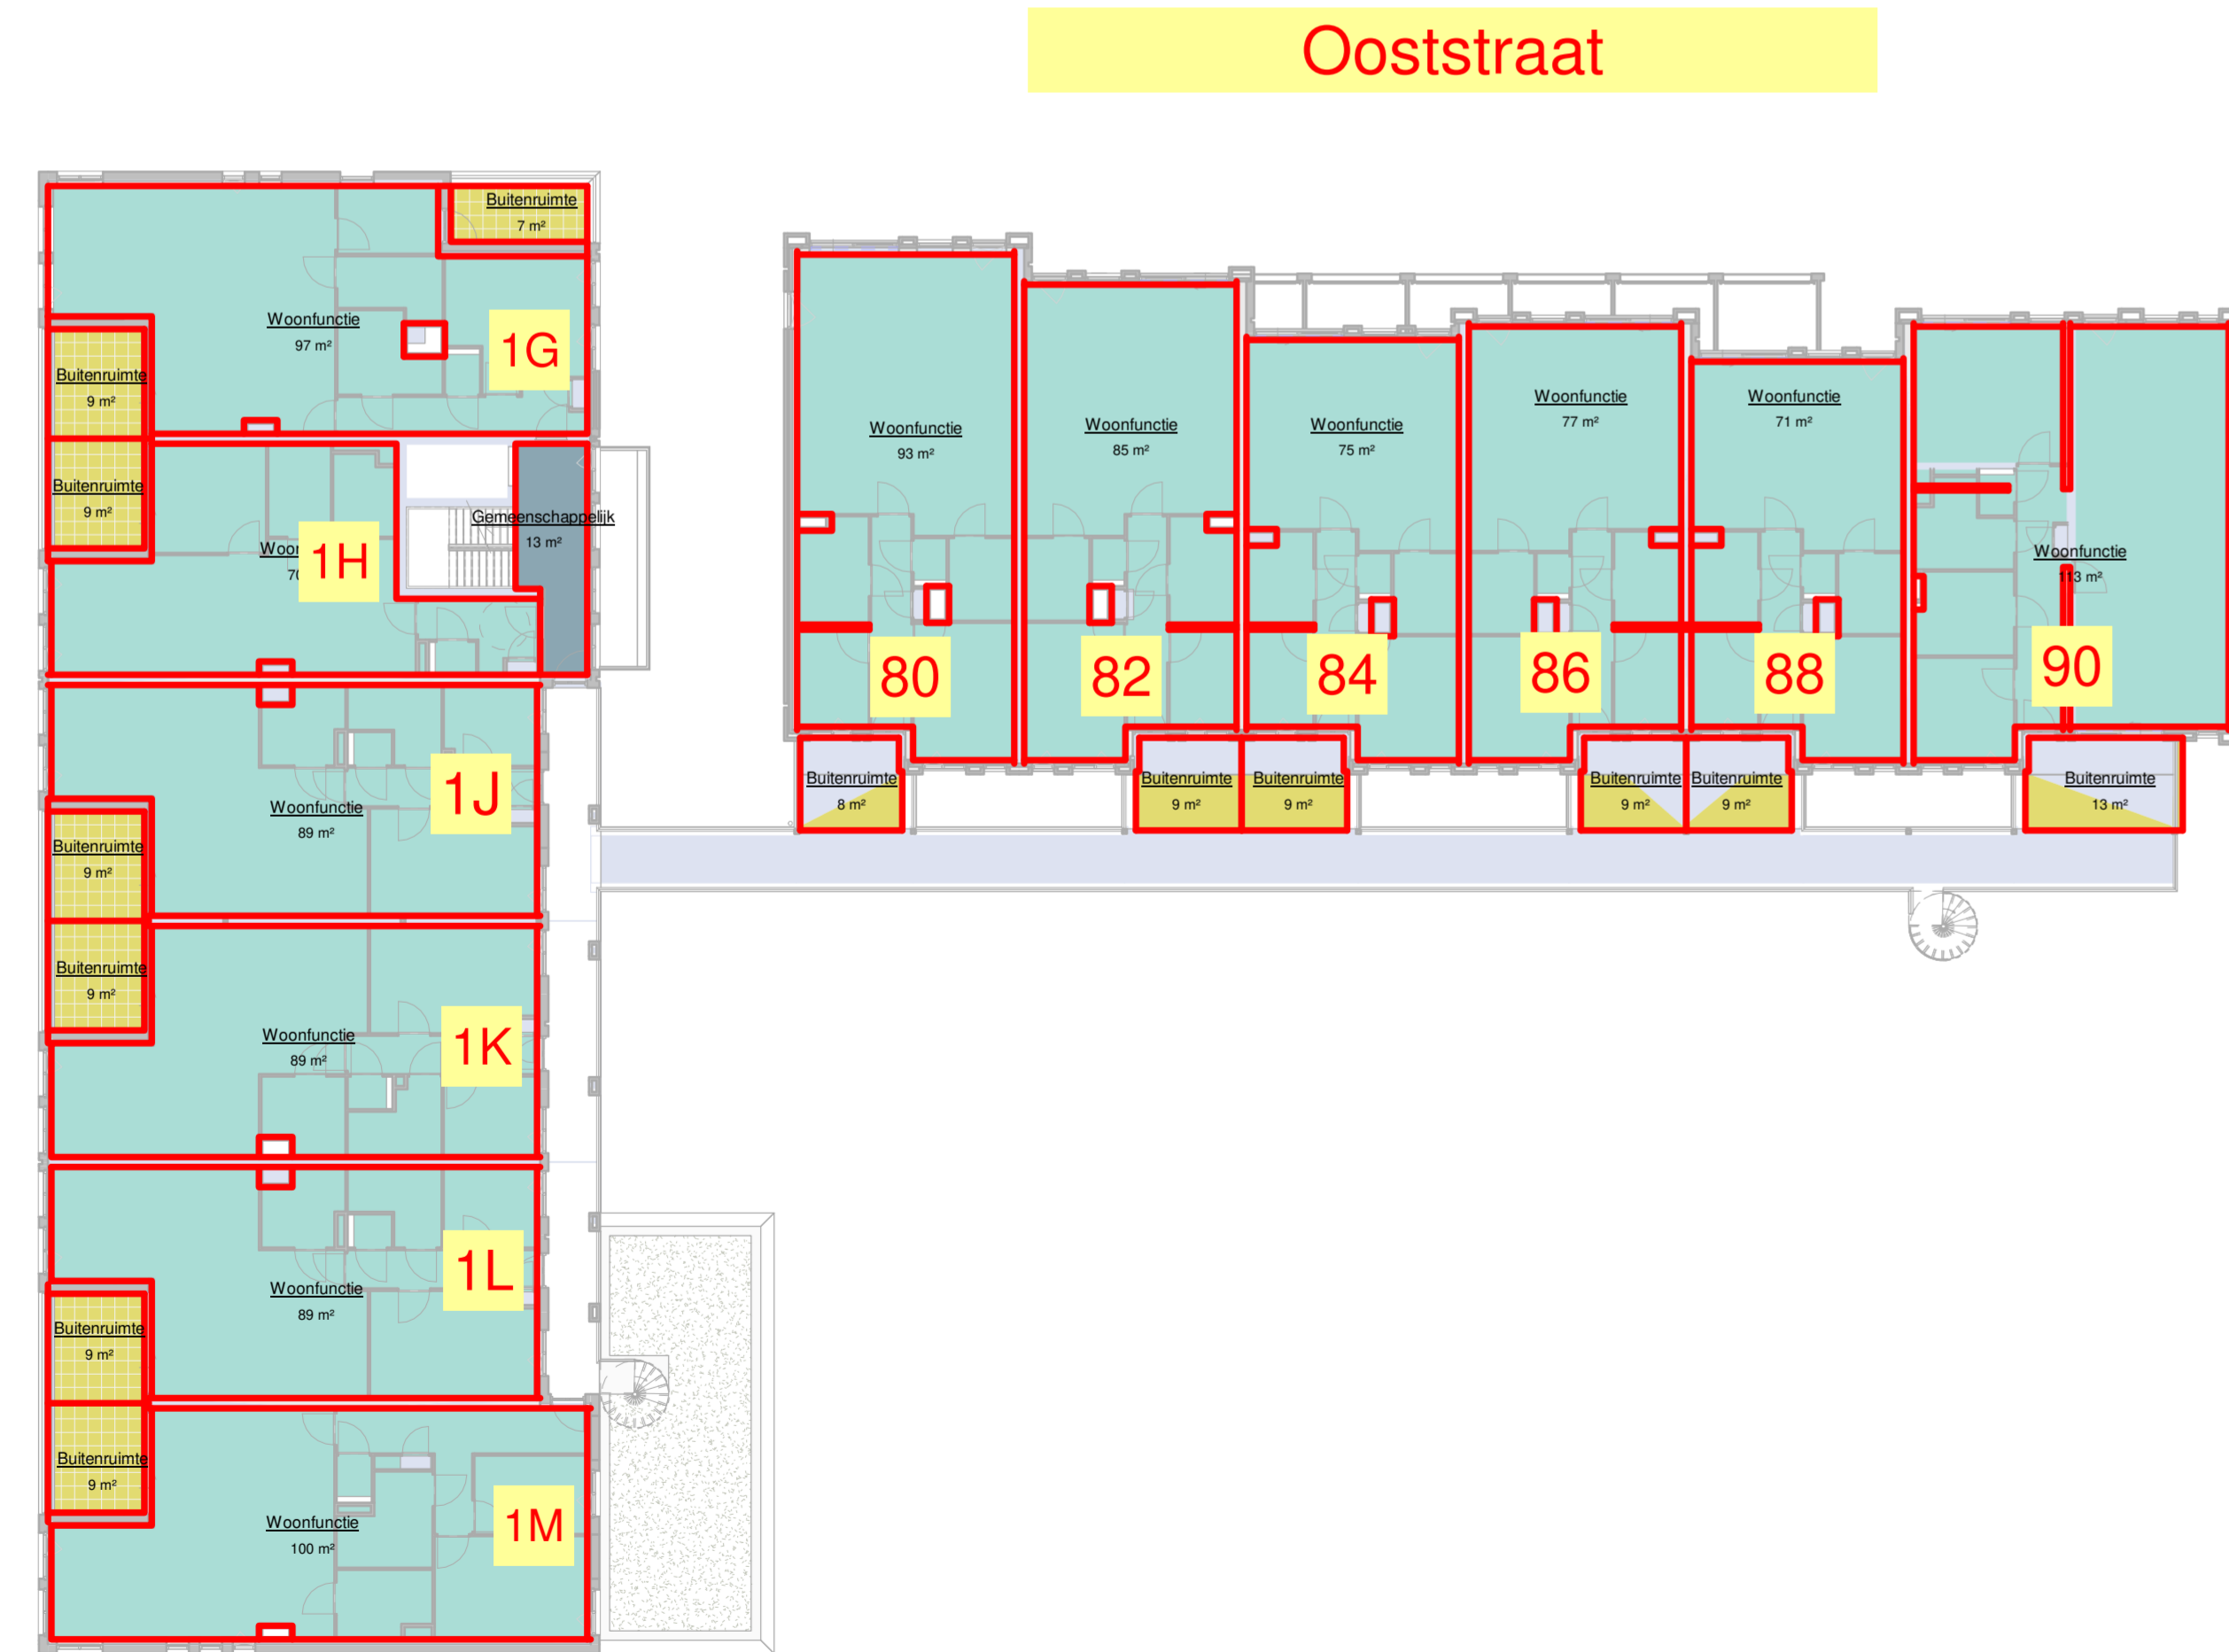 Ooststraat
Buitenruimte
7 m²
Woonfunctie
97 m²
1G
Buitenruimte
9 m²
Buitenruimte
9 m²
1H
Gemeenschappelijk
13 m²
1J
Woonfunctie
89 m²
Buitenruimte
9 m²
Buitenruimte
9 m²
Woonfunctie
89 m²
1K
1L
Woonfunctie
89 m²
Buitenruimte
9 m²
Buitenruimte
9 m²
Woonfunctie
100 m²
1M
Woonfunctie
93 m²
80
Buitenruimte
8 m²
Woonfunctie
85 m²
82
Buitenruimte
9 m²
Woonfunctie
75 m²
84
Buitenruimte
9 m²
Woonfunctie
77 m²
86
Buitenruimte
9 m²
Woonfunctie
71 m²
88
Buitenruimte
9 m²
Woonfunctie
113 m²
90
Buitenruimte
13 m²